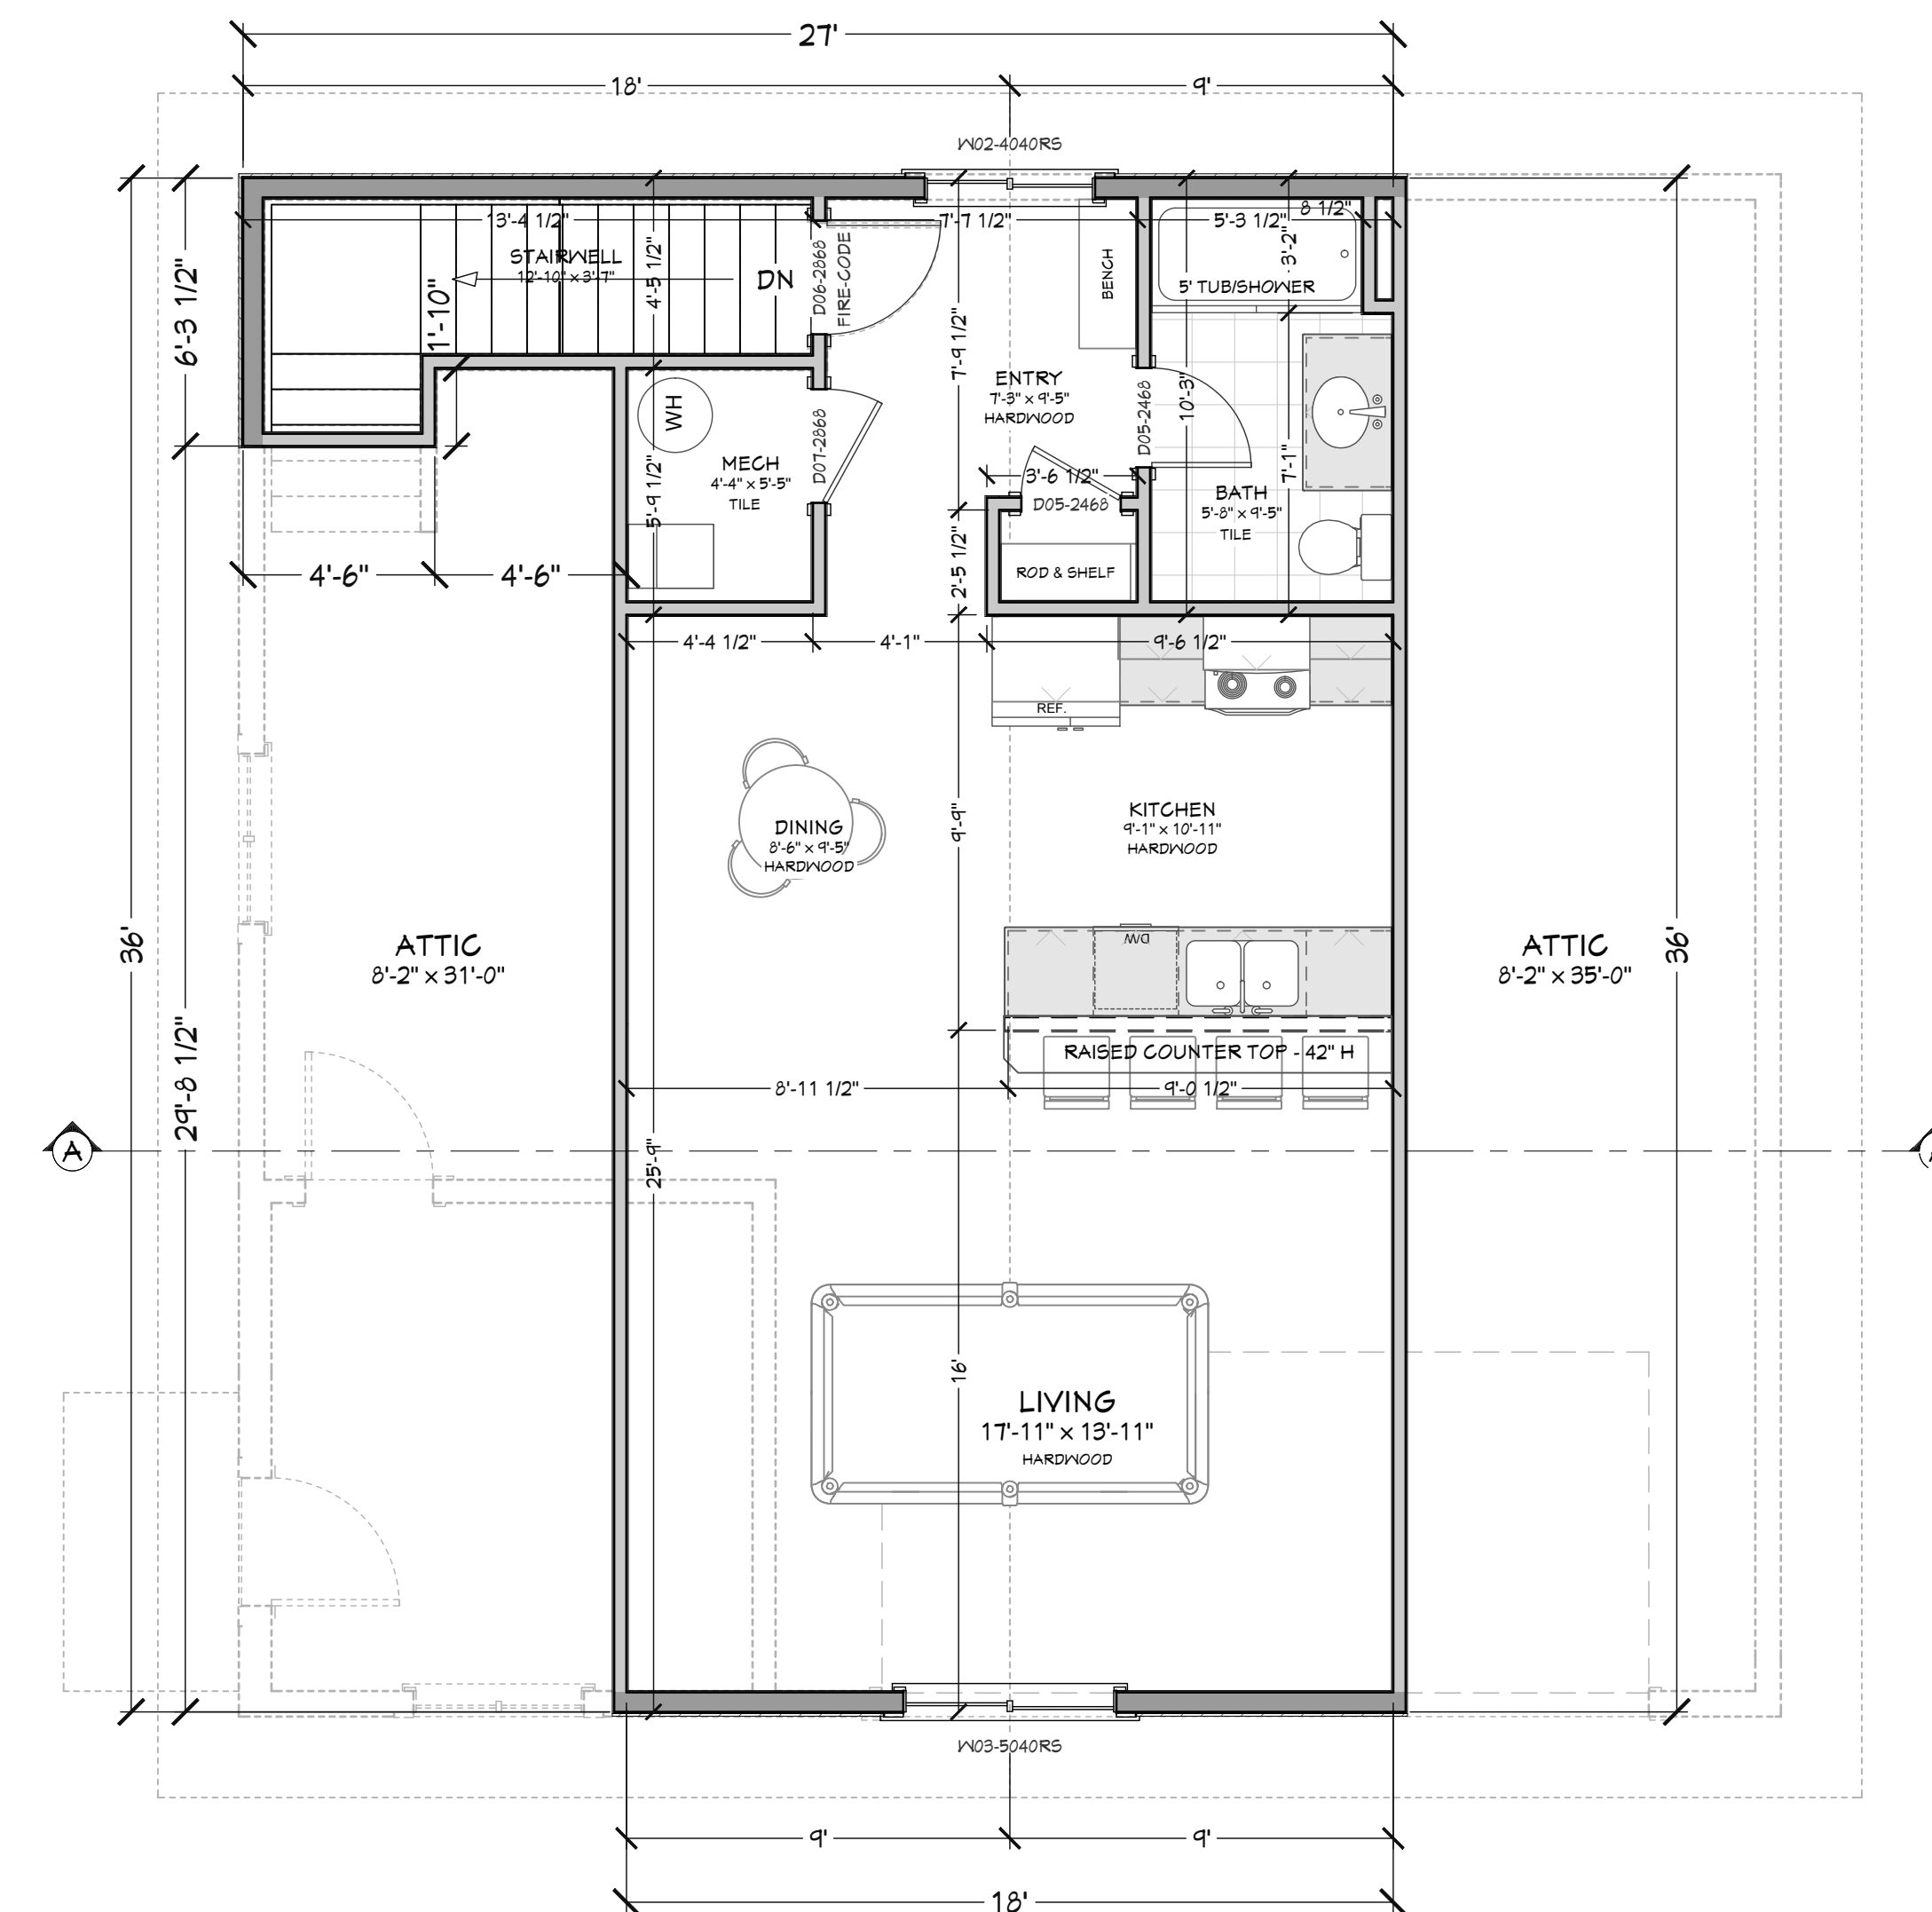 27'
18'
9'
W02-4040RS
13'-4 1/2"
7'-7 1/2"
5'-3 1/2"
8 1/2"
STAIRWELL
12'-10" x 3'-7"
DN
D06-2868
FIRE-CODE
4'-5 1/2"
1'-10"
6'-3 1/2"
BENCH
3'-2"
5' TUB/SHOWER
7'-9 1/2"
ENTRY
7'-3" x 9'-5"
HARDWOOD
10'-3"
D05-2468
WH
D07-2868
MECH
4'-4" x 5'-5"
TILE
5'-9 1/2"
3'-6 1/2"
D05-2468
7'-1"
BATH
5'-8" x 9'-5"
TILE
2'-5 1/2"
ROD & SHELF
4'-6"
4'-6"
4'-4 1/2"
4'-1"
9'-6 1/2"
REF.
DINING
8'-6" x 9'-5"
HARDWOOD
9'-9"
KITCHEN
9'-1" x 10'-11"
HARDWOOD
36'
ATTIC
8'-2" x 31'-0"
D/W
ATTIC
8'-2" x 35'-0"
36'
29'-8 1/2"
RAISED COUNTER TOP - 42" H
8'-11 1/2"
9'-0 1/2"
A
25'-9"
16'
LIVING
17'-11" x 13'-11"
HARDWOOD
W03-5040RS
9'
9'
18'